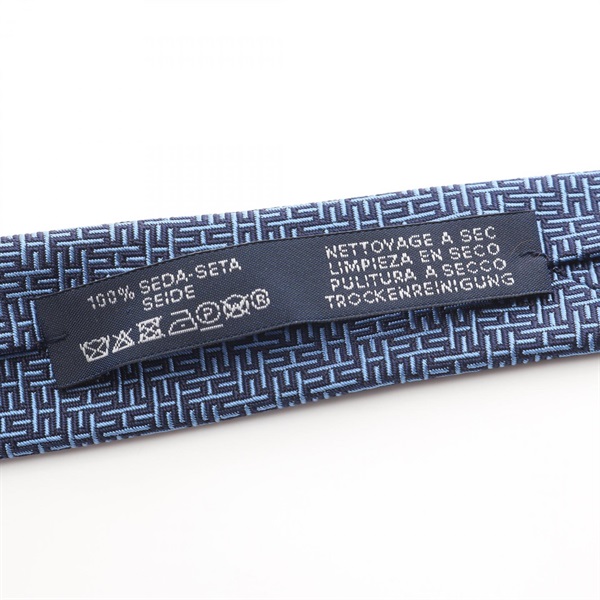 100% SEDA-SETA
SEIDE
NETTOYAGE A SEC
LIMPIEZA EN SECO
PULITURA A SECCO
TROCKENREINIGUNG